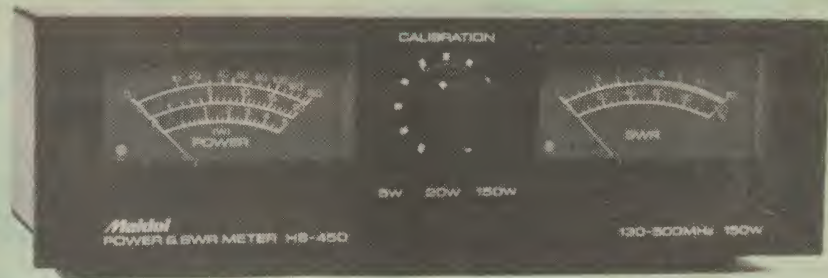 CALIBRATION
(W)
POWER
SWR
5W 20W 150W
Maldol
POWER & SWR METER HS-450
130-500MHz 150W